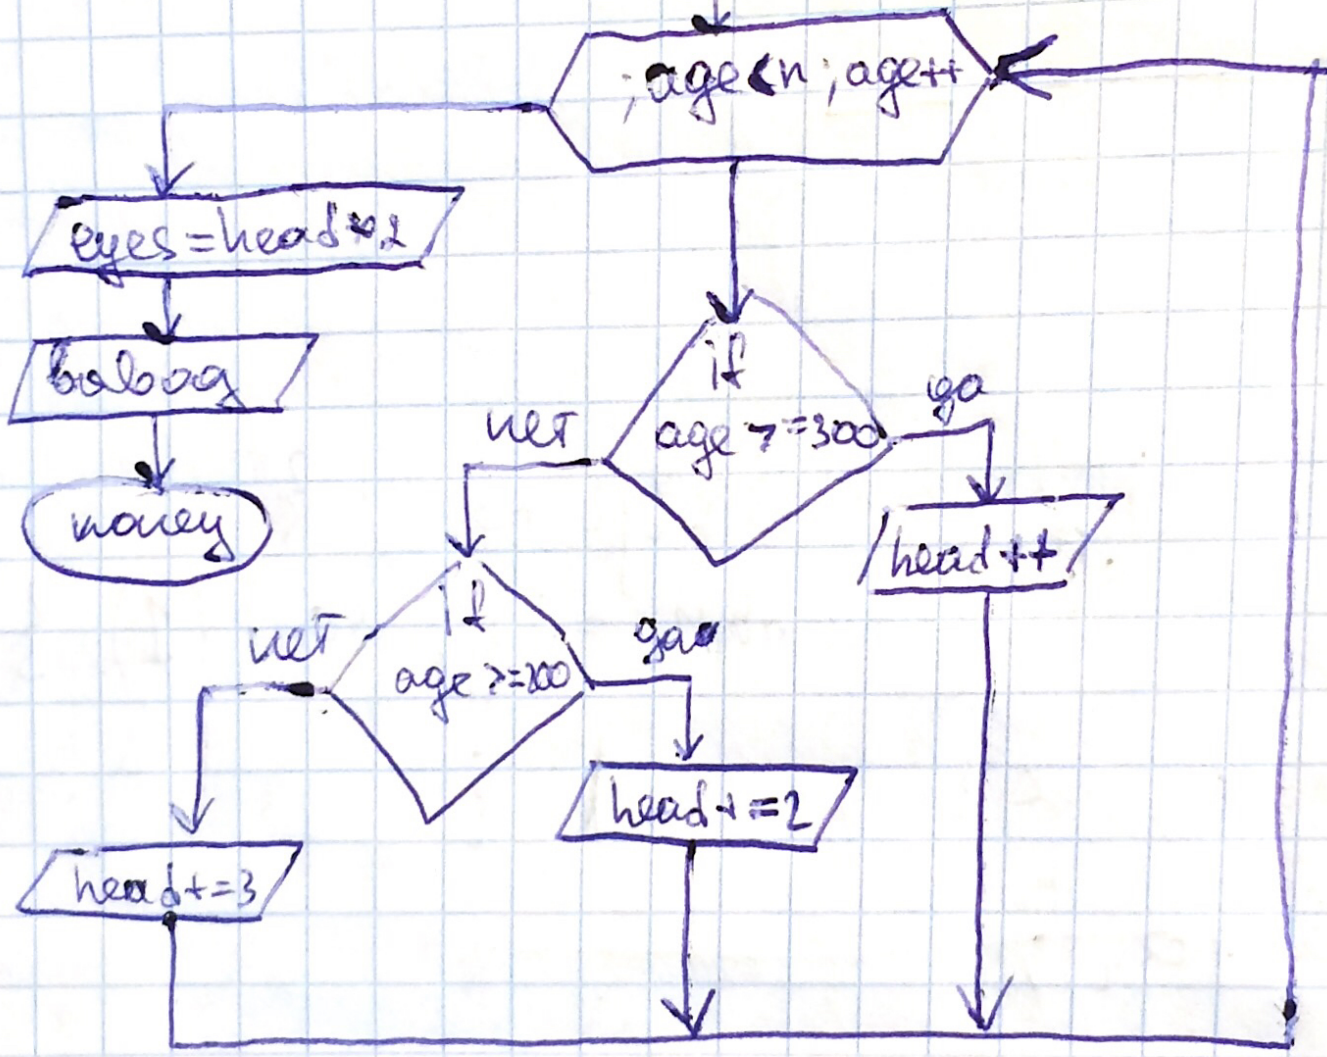 ; age<n ; age++
eyes=head*2
вывод
конец
if
age >=300
нет
да
head++
if
age >=200
нет
да
head+=2
head+=3